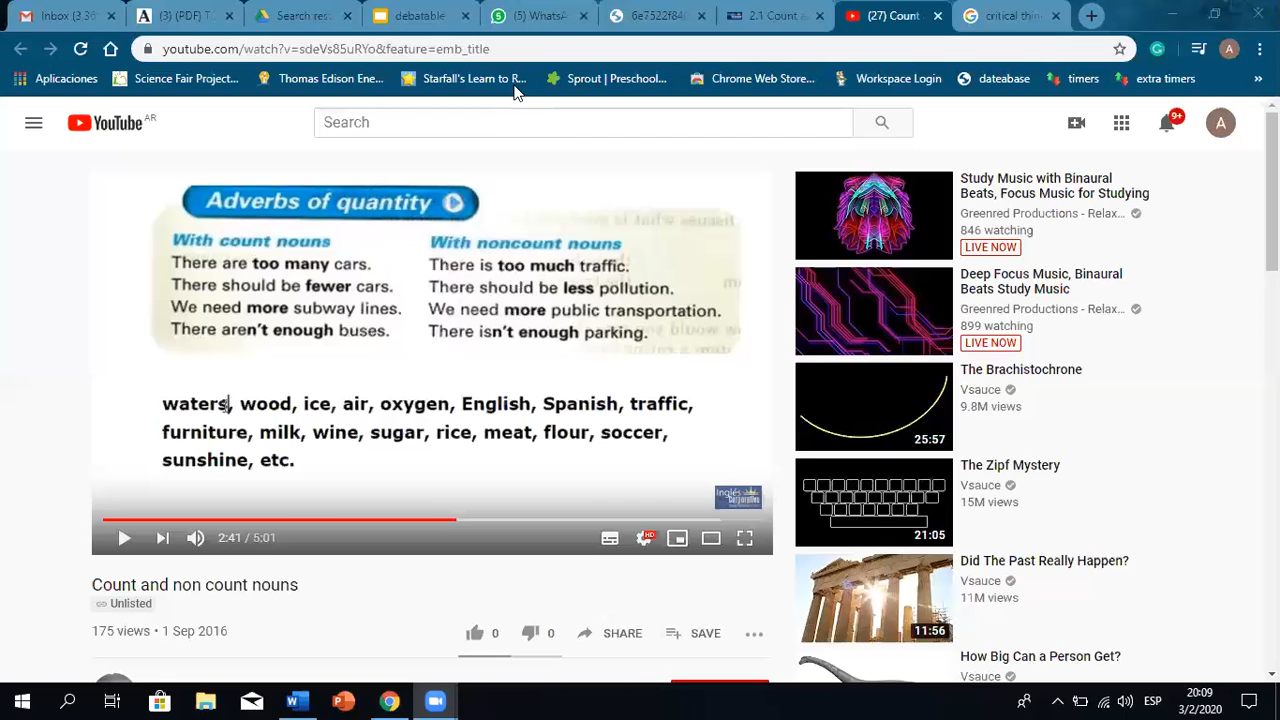 Inbox (3.3
(3) (PDF) T
Search res
debatable
(5) WhatsA
6e7522f84
2.1 Count a
(27) Count
critical thin
youtube.com/watch?v=sdeVs85uRYo&feature=emb_title
A
Aplicaciones
Science Fair Project...
Thomas Edison Ene...
Starfall's Learn to R...
Sprout | Preschool...
Chrome Web Store...
Workspace Login
dateabase
timers
extra timers
»
YouTube AR
Search
9+
A
Adverbs of quantity
With count nouns
There are too many cars.
There should be fewer cars.
We need more subway lines.
There aren't enough buses.
With noncount nouns
There is too much traffic.
There should be less pollution.
We need more public transportation.
There isn't enough parking.
waters, wood, ice, air, oxygen, English, Spanish, traffic,
furniture, milk, wine, sugar, rice, meat, flour, soccer,
sunshine, etc.
Inglés
Corporativo
2:41 / 5:01
HD
Count and non count nouns
Unlisted
175 views • 1 Sep 2016
0
0
SHARE
SAVE
Study Music with Binaural
Beats, Focus Music for Studying
Greenred Productions - Relax...
846 watching
LIVE NOW
Deep Focus Music, Binaural
Beats Study Music
Greenred Productions - Relax...
899 watching
LIVE NOW
25:57
The Brachistochrone
Vsauce
9.8M views
21:05
The Zipf Mystery
Vsauce
15M views
11:56
Did The Past Really Happen?
Vsauce
11M views
How Big Can a Person Get?
Vsauce
ESP
20:09
3/2/2020